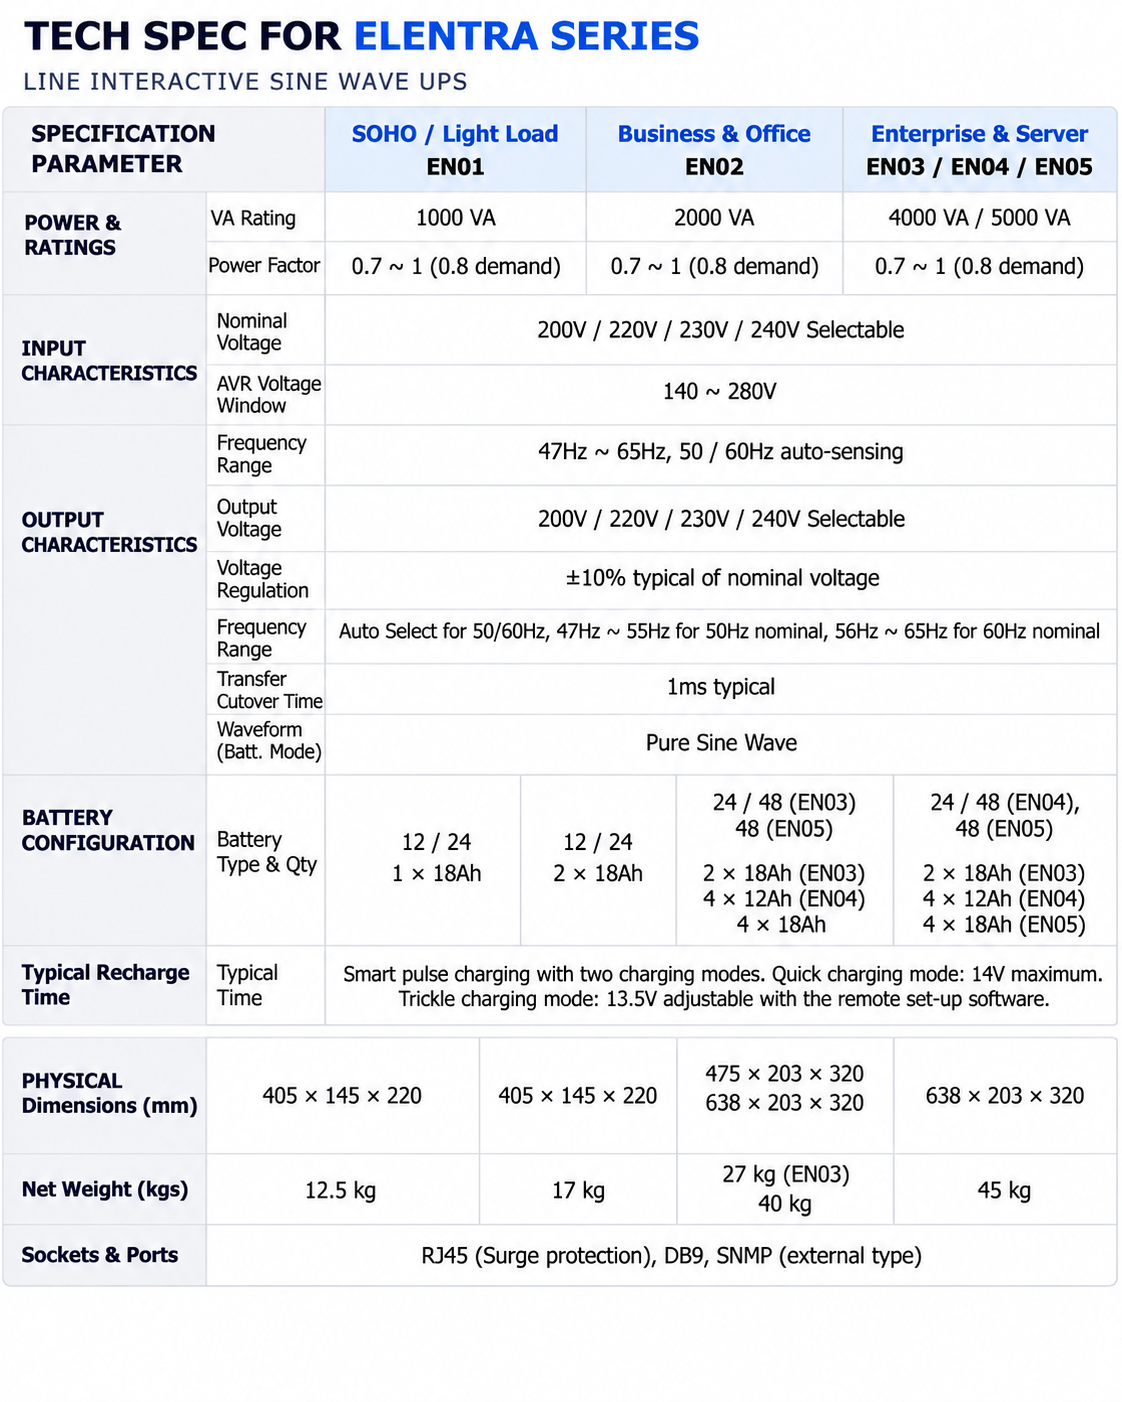 TECH SPEC FOR ELENTRA SERIES
LINE INTERACTIVE SINE WAVE UPS
SPECIFICATION
PARAMETER
SOHO / Light Load
EN01
Business & Office
EN02
Enterprise & Server
EN03 / EN04 / EN05
POWER &
RATINGS
VA Rating
1000 VA
2000 VA
4000 VA / 5000 VA
Power Factor
0.7 ~ 1 (0.8 demand)
0.7 ~ 1 (0.8 demand)
0.7 ~ 1 (0.8 demand)
INPUT
CHARACTERISTICS
Nominal
Voltage
200V / 220V / 230V / 240V Selectable
AVR Voltage
Window
140 ~ 280V
OUTPUT
CHARACTERISTICS
Frequency
Range
47Hz ~ 65Hz, 50 / 60Hz auto-sensing
Output
Voltage
200V / 220V / 230V / 240V Selectable
Voltage
Regulation
±10% typical of nominal voltage
Frequency
Range
Auto Select for 50/60Hz, 47Hz ~ 55Hz for 50Hz nominal, 56Hz ~ 65Hz for 60Hz nominal
Transfer
Cutover Time
1ms typical
Waveform
(Batt. Mode)
Pure Sine Wave
BATTERY
CONFIGURATION
Battery
Type & Qty
12 / 24
1 × 18Ah
12 / 24
2 × 18Ah
24 / 48 (EN03)
48 (EN05)
2 × 18Ah (EN03)
4 × 12Ah (EN04)
4 × 18Ah
24 / 48 (EN04),
48 (EN05)
2 × 18Ah (EN03)
4 × 12Ah (EN04)
4 × 18Ah (EN05)
Typical Recharge
Time
Typical
Time
Smart pulse charging with two charging modes. Quick charging mode: 14V maximum.
Trickle charging mode: 13.5V adjustable with the remote set-up software.
PHYSICAL
Dimensions (mm)
405 × 145 × 220
405 × 145 × 220
475 × 203 × 320
638 × 203 × 320
638 × 203 × 320
Net Weight (kgs)
12.5 kg
17 kg
27 kg (EN03)
40 kg
45 kg
Sockets & Ports
RJ45 (Surge protection), DB9, SNMP (external type)